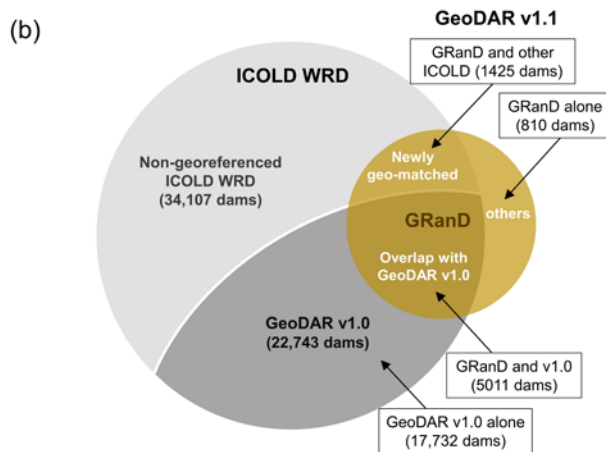 (b)
GeoDAR v1.1
GRanD and other
ICOLD (1425 dams)
ICOLD WRD
GRanD alone
(810 dams)
Non-georeferenced
ICOLD WRD
(34,107 dams)
Newly
geo-matched
others
GRanD
Overlap with
GeoDAR v1.0
GeoDAR v1.0
(22,743 dams)
GRanD and v1.0
(5011 dams)
GeoDAR v1.0 alone
(17,732 dams)